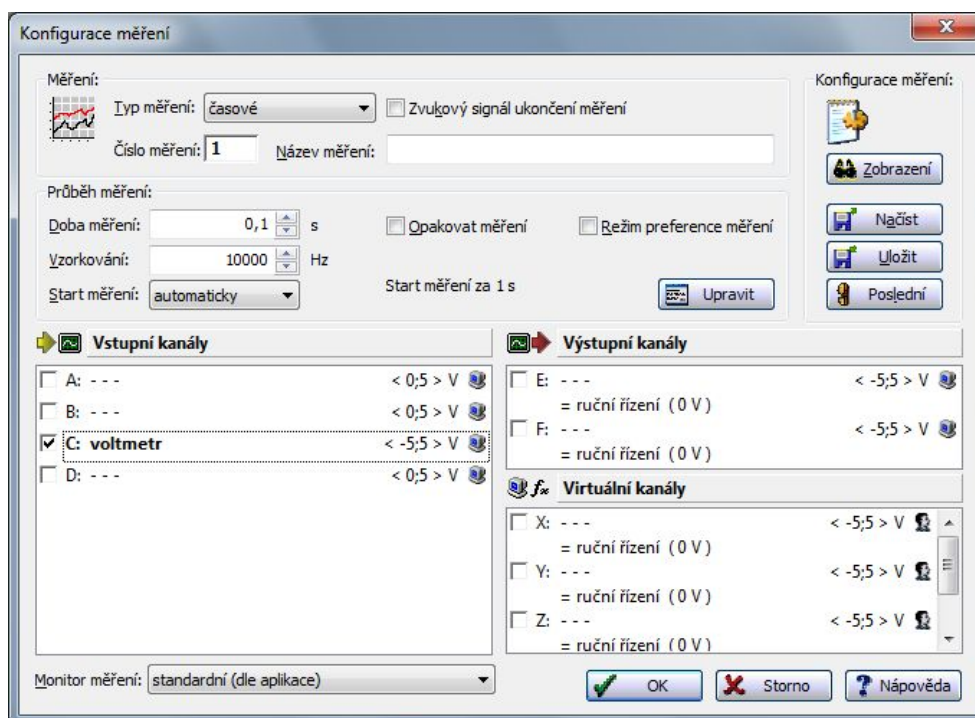 Konfigurace měření
Měření:
Typ měření: časové
Zvukový signál ukončení měření
Číslo měření: 1
Název měření:
Průběh měření:
Doba měření: 0,1 s
Opakovat měření
Režim preference měření
Vzorkování: 10000 Hz
Start měření: automaticky
Start měření za 1 s
Upravit
Konfigurace měření:
Zobrazení
Načíst
Uložit
Poslední
Vstupní kanály
A: - - - < 0;5 > V
B: - - - < 0;5 > V
C: voltmetr < -5;5 > V
D: - - - < 0;5 > V
Výstupní kanály
E: - - - < -5;5 > V
= ruční řízení ( 0 V )
F: - - - < -5;5 > V
= ruční řízení ( 0 V )
fx Virtuální kanály
X: - - - < -5;5 > V
= ruční řízení ( 0 V )
Y: - - - < -5;5 > V
= ruční řízení ( 0 V )
Z: - - - < -5;5 > V
= ruční řízení ( 0 V )
Monitor měření: standardní (dle aplikace)
OK
Storno
Nápověda